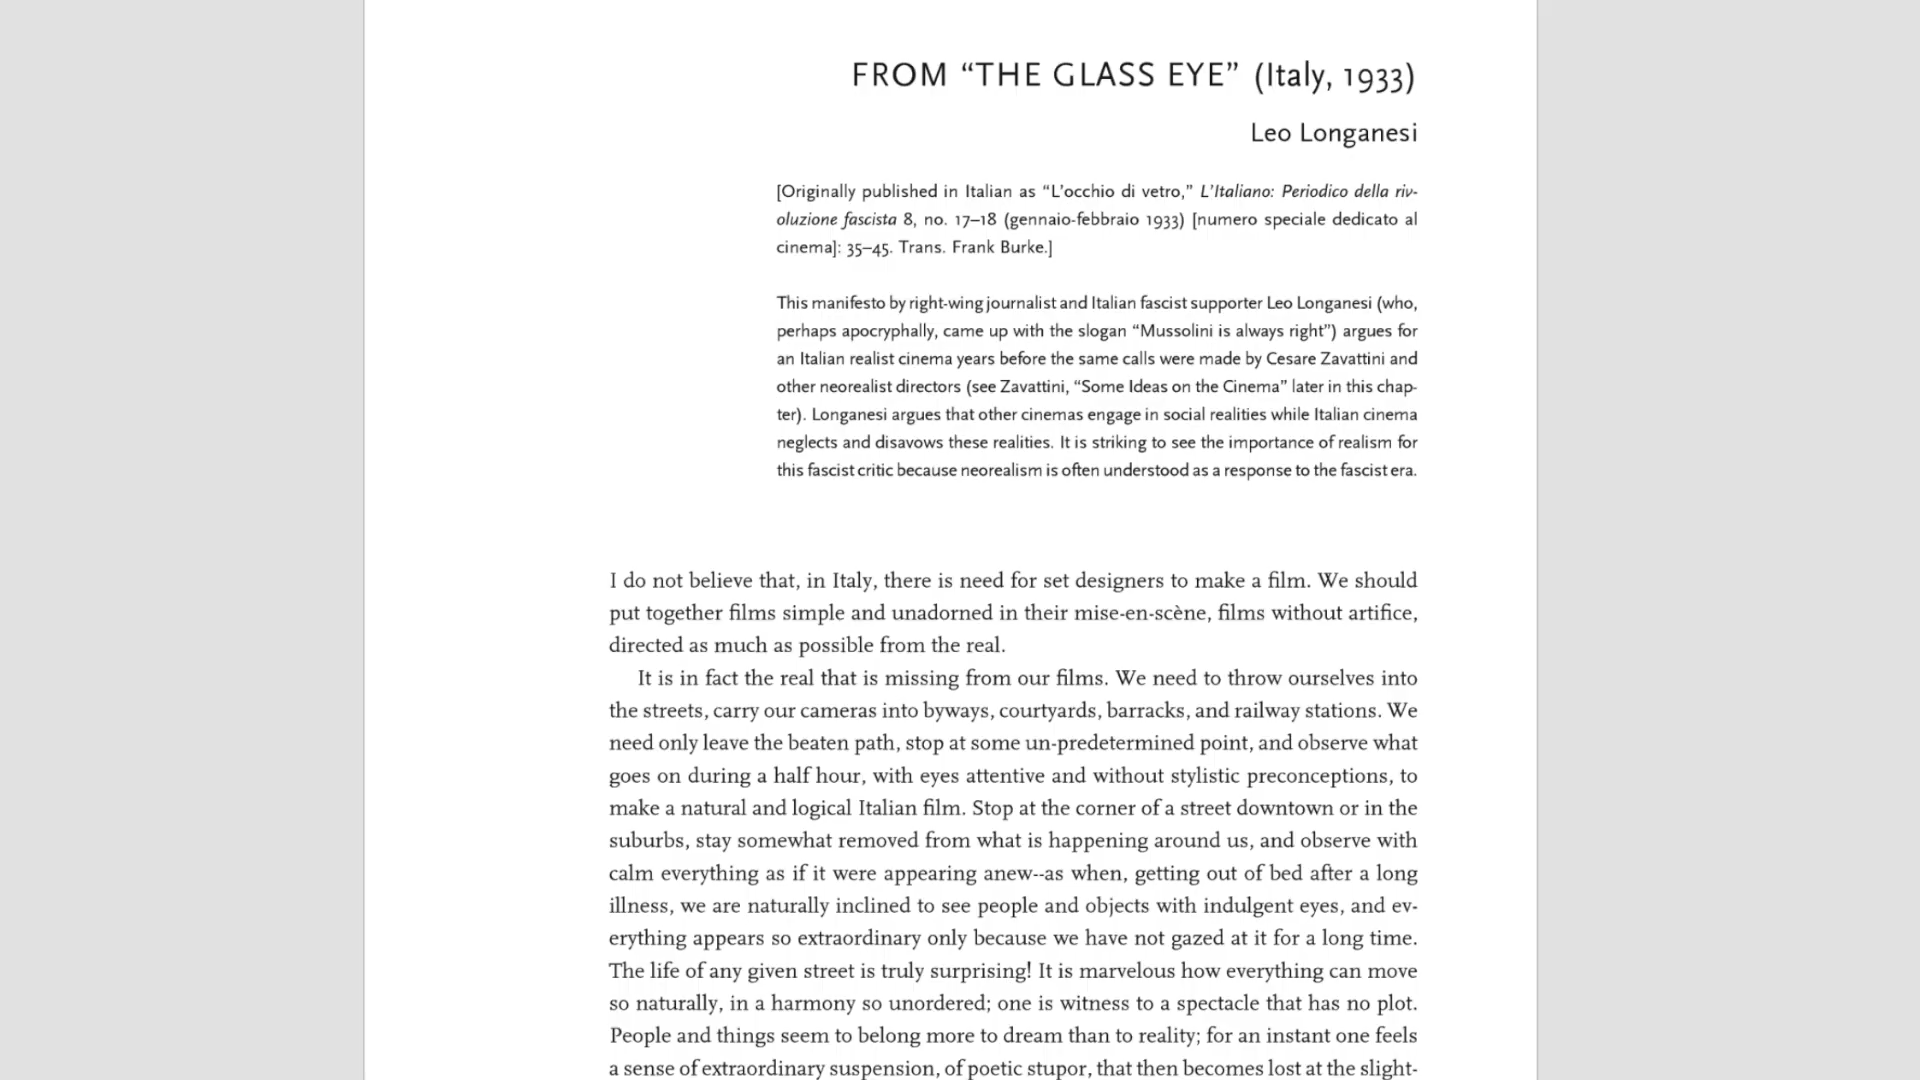 FROM “THE GLASS EYE” (Italy, 1933)
Leo Longanesi
[Originally published in Italian as “L’occhio di vetro,” L’Italiano: Periodico della riv-
oluzione fascista 8, no. 17–18 (gennaio-febbraio 1933) [numero speciale dedicato al
cinema]: 35–45. Trans. Frank Burke.]
This manifesto by right-wing journalist and Italian fascist supporter Leo Longanesi (who,
perhaps apocryphally, came up with the slogan “Mussolini is always right”) argues for
an Italian realist cinema years before the same calls were made by Cesare Zavattini and
other neorealist directors (see Zavattini, “Some Ideas on the Cinema” later in this chap-
ter). Longanesi argues that other cinemas engage in social realities while Italian cinema
neglects and disavows these realities. It is striking to see the importance of realism for
this fascist critic because neorealism is often understood as a response to the fascist era.
I do not believe that, in Italy, there is need for set designers to make a film. We should
put together films simple and unadorned in their mise-en-scène, films without artifice,
directed as much as possible from the real.
It is in fact the real that is missing from our films. We need to throw ourselves into
the streets, carry our cameras into byways, courtyards, barracks, and railway stations. We
need only leave the beaten path, stop at some un-predetermined point, and observe what
goes on during a half hour, with eyes attentive and without stylistic preconceptions, to
make a natural and logical Italian film. Stop at the corner of a street downtown or in the
suburbs, stay somewhat removed from what is happening around us, and observe with
calm everything as if it were appearing anew--as when, getting out of bed after a long
illness, we are naturally inclined to see people and objects with indulgent eyes, and ev-
erything appears so extraordinary only because we have not gazed at it for a long time.
The life of any given street is truly surprising! It is marvelous how everything can move
so naturally, in a harmony so unordered; one is witness to a spectacle that has no plot.
People and things seem to belong more to dream than to reality; for an instant one feels
a sense of extraordinary suspension, of poetic stupor, that then becomes lost at the slight-